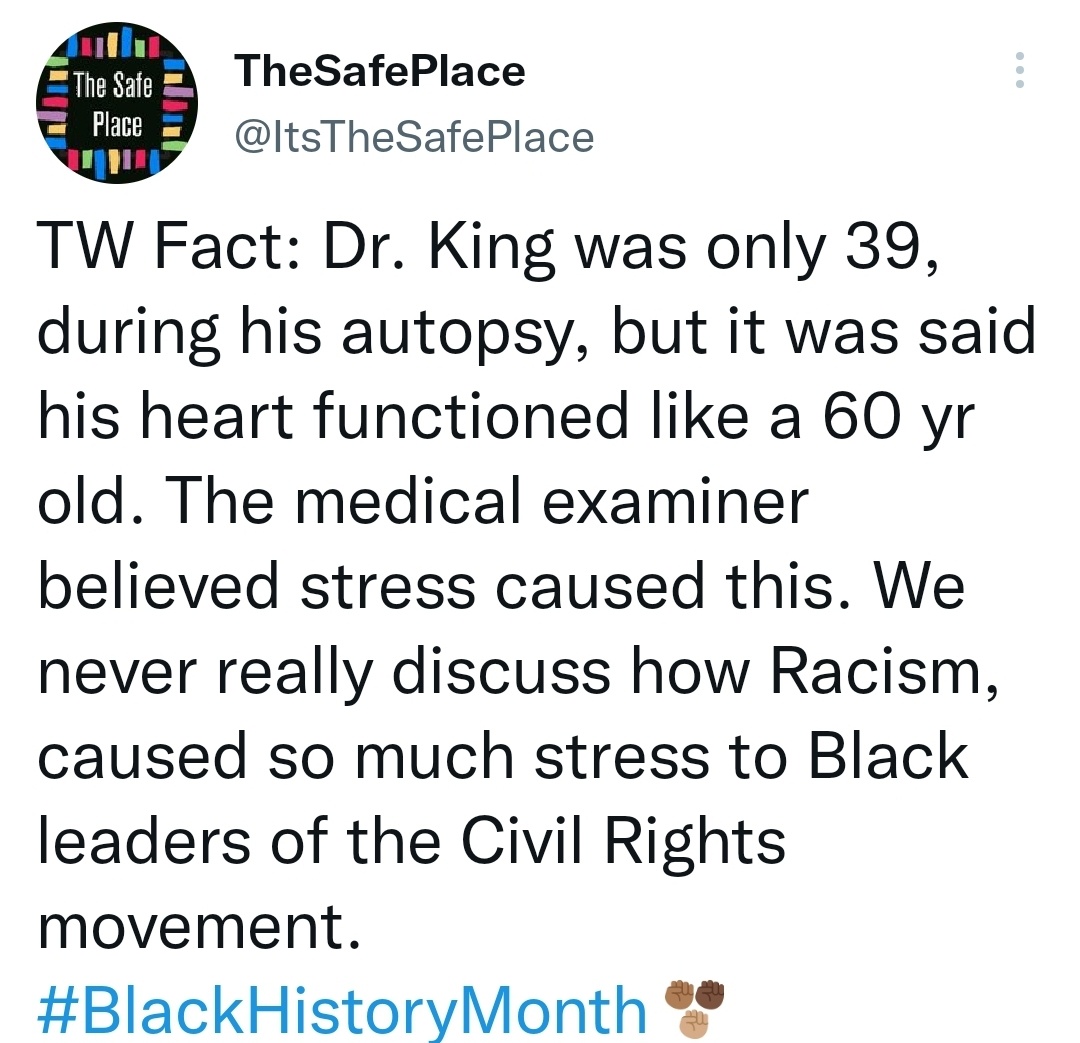 The Safe
Place
TheSafePlace
@ItsTheSafePlace
TW Fact: Dr. King was only 39,
during his autopsy, but it was said
his heart functioned like a 60 yr
old. The medical examiner
believed stress caused this. We
never really discuss how Racism,
caused so much stress to Black
leaders of the Civil Rights
movement.
#BlackHistoryMonth ✊🏾✊🏿✊🏽